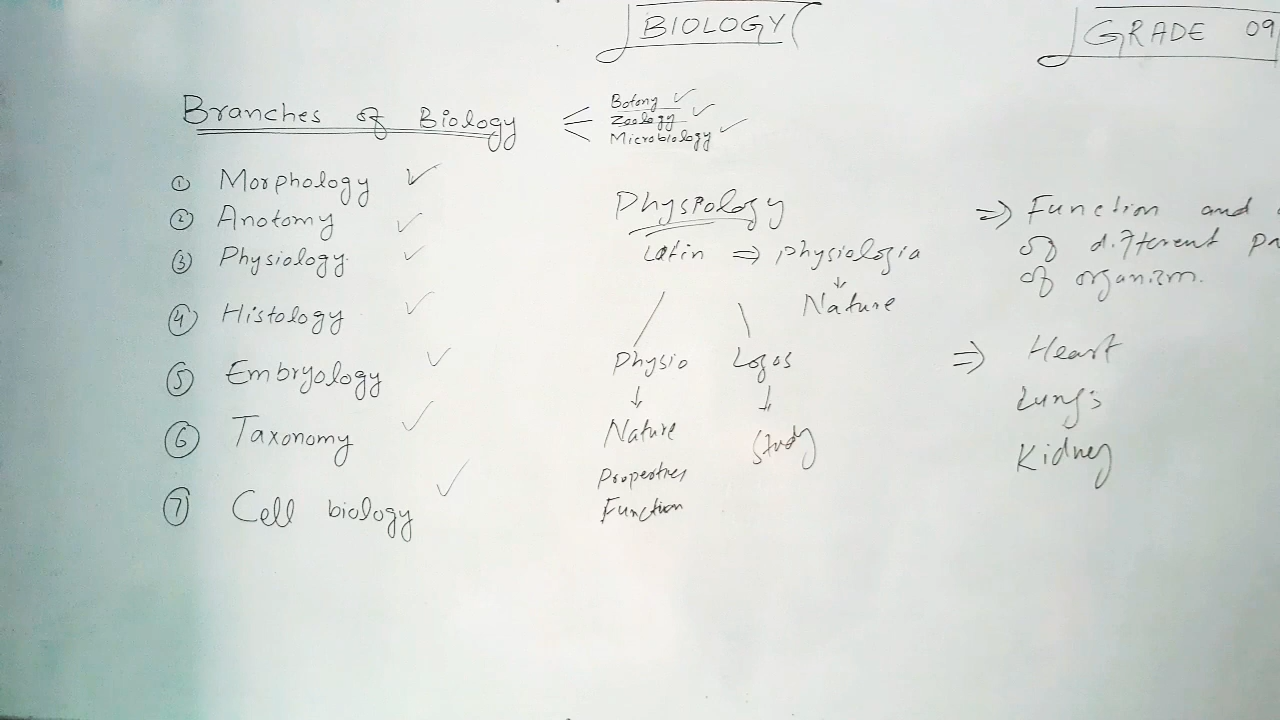 BIOLOGY
GRADE 09
Branches of Biology
Botony
Zoology
Microbiology
1 Morphology
2 Anotomy
3 Physiology
4 Histology
5 Embryology
6 Taxonomy
7 Cell biology
Physiology
Latin ⇒ physiologia
Nature
Physio Logos
Nature Study
Properties
Function
⇒ Function and
of different
of organism.
⇒ Heart
Lungs
Kidney